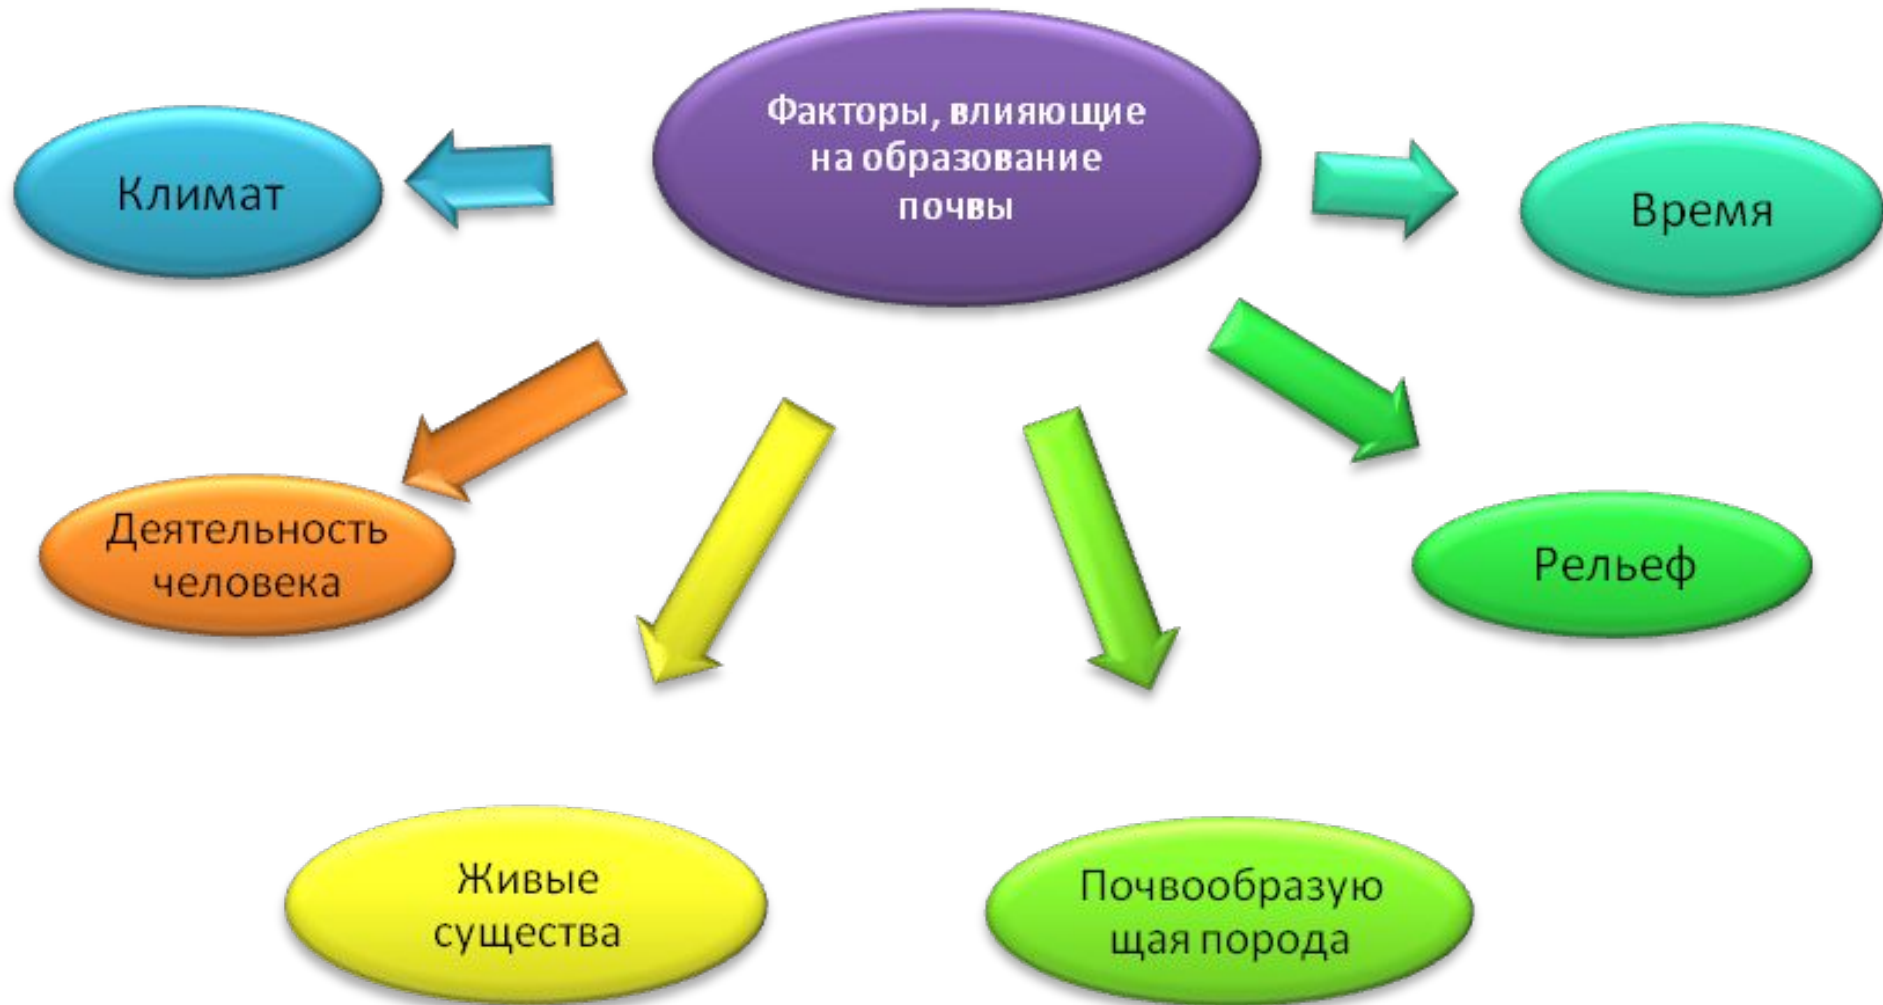 Факторы, влияющие
на образование
почвы
Климат
Время
Деятельность
человека
Рельеф
Живые
существа
Почвообразую
щая порода